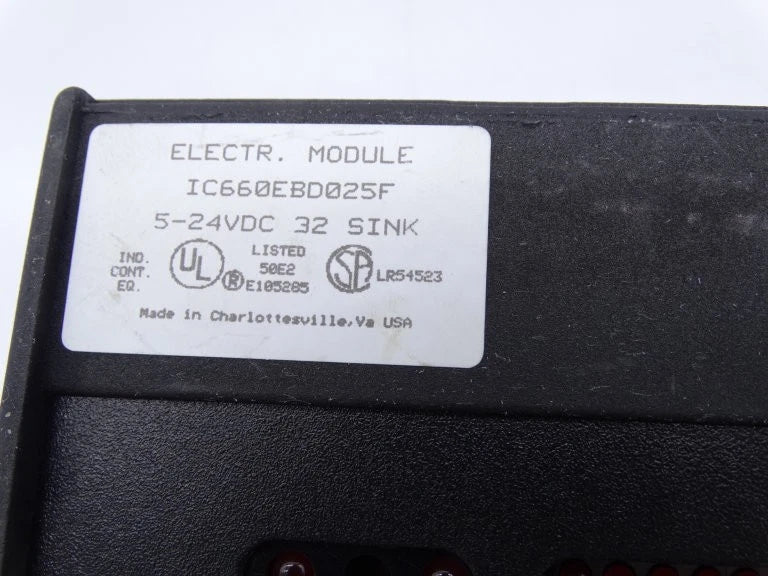 ELECTR. MODULE
IC660EBD025F
5-24VDC 32 SINK
IND. CONT. EQ.
UL
®
LISTED
50E2
E105285
SA
LR54523
Made in Charlottesville,Va USA